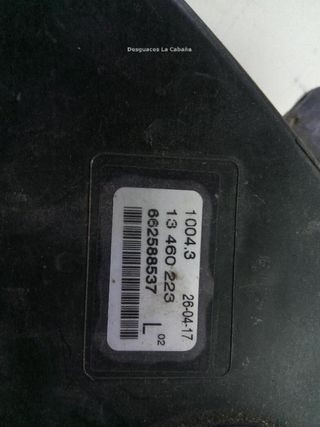 Desguaces La Cabaña
1004.3 26-04-17
13 460 223 02
662588537 L